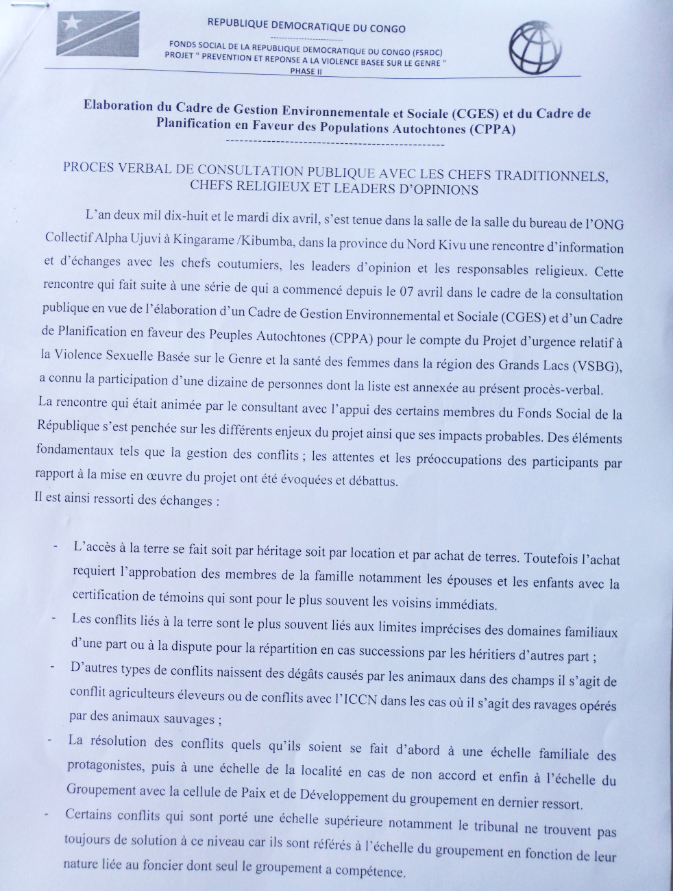 REPUBLIQUE DEMOCRATIQUE DU CONGO
FONDS SOCIAL DE LA REPUBLIQUE DEMOCRATIQUE DU CONGO (FSRDC)
PROJET " PREVENTION ET REPONSE A LA VIOLENCE BASEE SUR LE GENRE "
PHASE II
Elaboration du Cadre de Gestion Environnementale et Sociale (CGES) et du Cadre de
Planification en Faveur des Populations Autochtones (CPPA)
PROCES VERBAL DE CONSULTATION PUBLIQUE AVEC LES CHEFS TRADITIONNELS,
CHEFS RELIGIEUX ET LEADERS D'OPINIONS
L'an deux mil dix-huit et le mardi dix avril, s'est tenue dans la salle de la salle du bureau de l'ONG
Collectif Alpha Ujuvi à Kingarame /Kibumba, dans la province du Nord Kivu une rencontre d'information
et d'échanges avec les chefs coutumiers, les leaders d'opinion et les responsables religieux. Cette
rencontre qui fait suite à une série de qui a commencé depuis le 07 avril dans le cadre de la consultation
publique en vue de l'élaboration d'un Cadre de Gestion Environnemental et Sociale (CGES) et d'un Cadre
de Planification en faveur des Peuples Autochtones (CPPA) pour le compte du Projet d'urgence relatif à
la Violence Sexuelle Basée sur le Genre et la santé des femmes dans la région des Grands Lacs (VSBG),
a connu la participation d'une dizaine de personnes dont la liste est annexée au présent procès-verbal.
La rencontre qui était animée par le consultant avec l'appui des certains membres du Fonds Social de la
République s'est penchée sur les différents enjeux du projet ainsi que ses impacts probables. Des éléments
fondamentaux tels que la gestion des conflits ; les attentes et les préoccupations des participants par
rapport à la mise en œuvre du projet ont été évoquées et débattus.
Il est ainsi ressorti des échanges :
- L'accès à la terre se fait soit par héritage soit par location et par achat de terres. Toutefois l'achat
requiert l'approbation des membres de la famille notamment les épouses et les enfants avec la
certification de témoins qui sont pour le plus souvent les voisins immédiats.
- Les conflits liés à la terre sont le plus souvent liés aux limites imprécises des domaines familiaux
d'une part ou à la dispute pour la répartition en cas successions par les héritiers d'autres part ;
- D'autres types de conflits naissent des dégâts causés par les animaux dans des champs il s'agit de
conflit agriculteurs éleveurs ou de conflits avec l'ICCN dans les cas où il s'agit des ravages opérés
par des animaux sauvages ;
- La résolution des conflits quels qu'ils soient se fait d'abord à une échelle familiale des
protagonistes, puis à une échelle de la localité en cas de non accord et enfin à l'échelle du
Groupement avec la cellule de Paix et de Développement du groupement en dernier ressort.
- Certains conflits qui sont porté une échelle supérieure notamment le tribunal ne trouvent pas
toujours de solution à ce niveau car ils sont référés à l'échelle du groupement en fonction de leur
nature liée au foncier dont seul le groupement a compétence.